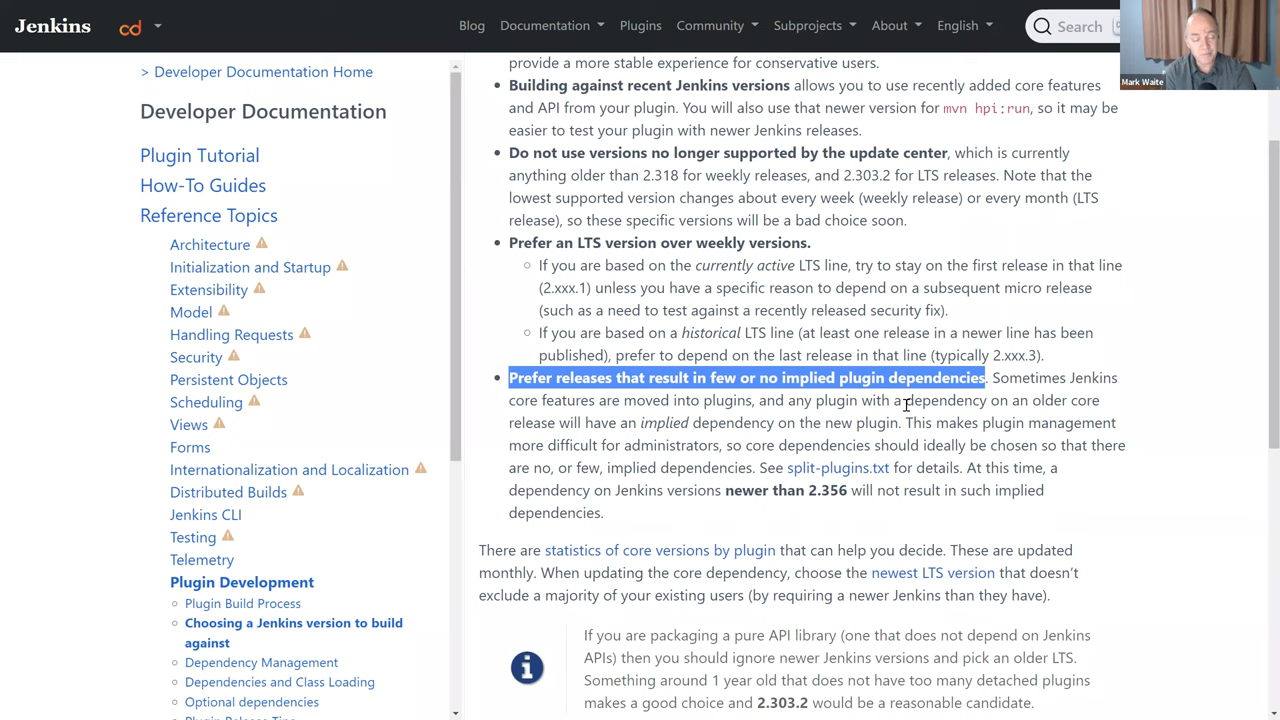 Jenkins
cd
Blog
Documentation
Plugins
Community
Subprojects
About
English
Search
Mark Waite
> Developer Documentation Home
Developer Documentation
Plugin Tutorial
How-To Guides
Reference Topics
Architecture
Initialization and Startup
Extensibility
Model
Handling Requests
Security
Persistent Objects
Scheduling
Views
Forms
Internationalization and Localization
Distributed Builds
Jenkins CLI
Testing
Telemetry
Plugin Development
Plugin Build Process
Choosing a Jenkins version to build
against
Dependency Management
Dependencies and Class Loading
Optional dependencies
provide a more stable experience for conservative users.
Building against recent Jenkins versions allows you to use recently added core features
and API from your plugin. You will also use that newer version for mvn hpi:run, so it may be
easier to test your plugin with newer Jenkins releases.
Do not use versions no longer supported by the update center, which is currently
anything older than 2.318 for weekly releases, and 2.303.2 for LTS releases. Note that the
lowest supported version changes about every week (weekly release) or every month (LTS
release), so these specific versions will be a bad choice soon.
Prefer an LTS version over weekly versions.
If you are based on the currently active LTS line, try to stay on the first release in that line
(2.xxx.1) unless you have a specific reason to depend on a subsequent micro release
(such as a need to test against a recently released security fix).
If you are based on a historical LTS line (at least one release in a newer line has been
published), prefer to depend on the last release in that line (typically 2.xxx.3).
Prefer releases that result in few or no implied plugin dependencies. Sometimes Jenkins
core features are moved into plugins, and any plugin with a dependency on an older core
release will have an implied dependency on the new plugin. This makes plugin management
more difficult for administrators, so core dependencies should ideally be chosen so that there
are no, or few, implied dependencies. See split-plugins.txt for details. At this time, a
dependency on Jenkins versions newer than 2.356 will not result in such implied
dependencies.
There are statistics of core versions by plugin that can help you decide. These are updated
monthly. When updating the core dependency, choose the newest LTS version that doesn't
exclude a majority of your existing users (by requiring a newer Jenkins than they have).
If you are packaging a pure API library (one that does not depend on Jenkins
APIs) then you should ignore newer Jenkins versions and pick an older LTS.
Something around 1 year old that does not have too many detached plugins
makes a good choice and 2.303.2 would be a reasonable candidate.